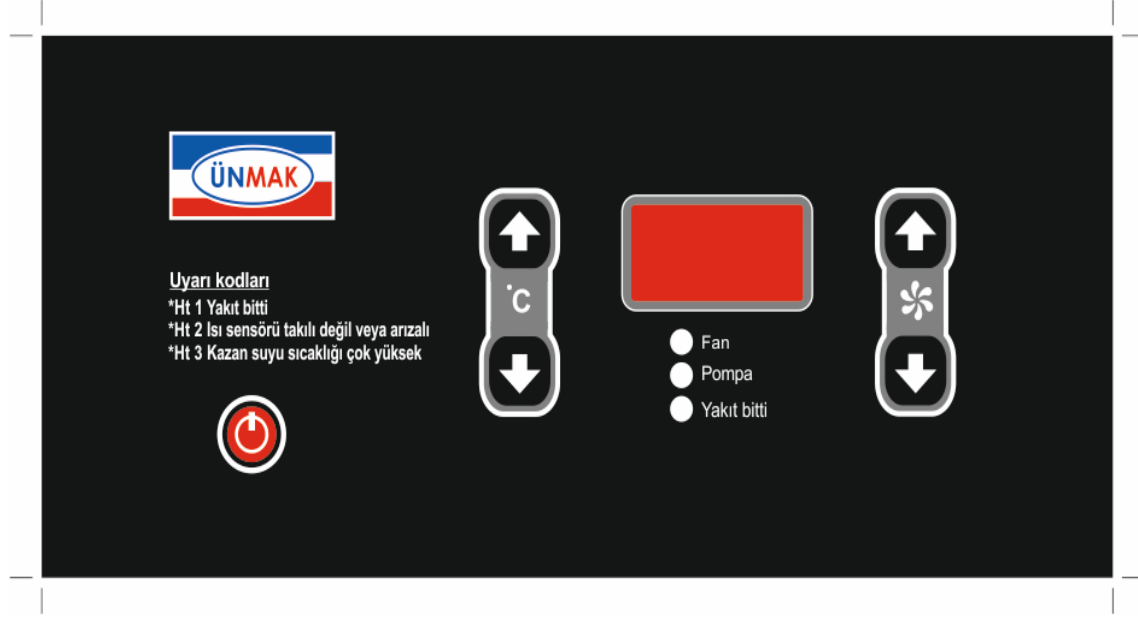 ÜNMAK
Uyarı kodları
*Ht 1 Yakıt bitti
*Ht 2 Isı sensörü takılı değil veya arızalı
*Ht 3 Kazan suyu sıcaklığı çok yüksek
°C
Fan
Pompa
Yakıt bitti